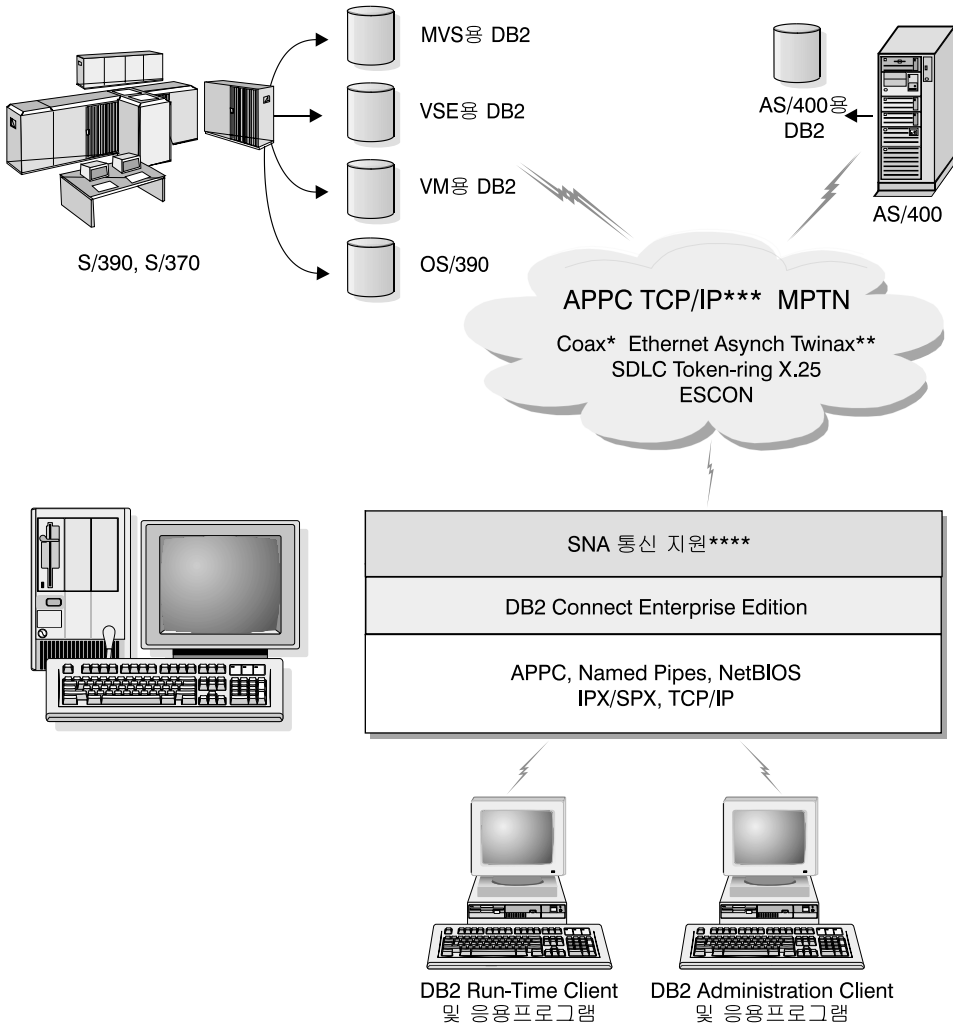 MVS용 DB2
VSE용 DB2
VM용 DB2
OS/390
S/390, S/370
AS/400용
DB2
AS/400
APPC TCP/IP*** MPTN
Coax* Ethernet Asynch Twinax**
SDLC Token-ring X.25
ESCON
SNA 통신 지원****
DB2 Connect Enterprise Edition
APPC, Named Pipes, NetBIOS
IPX/SPX, TCP/IP
DB2 Run-Time Client
및 응용프로그램
DB2 Administration Client
및 응용프로그램